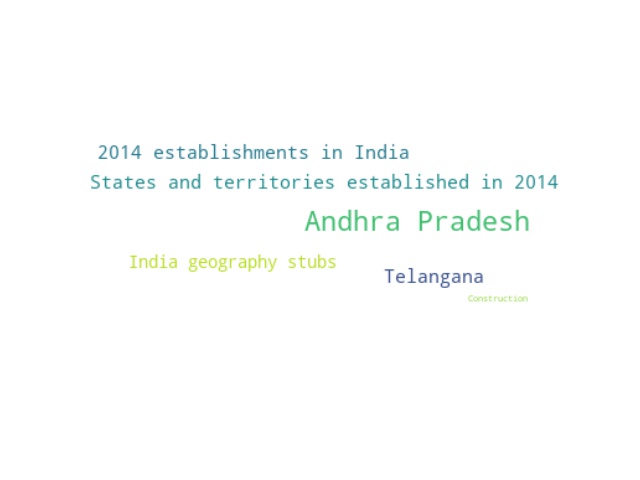 2014 establishments in India
States and territories established in 2014
Andhra Pradesh
India geography stubs
Telangana
Construction